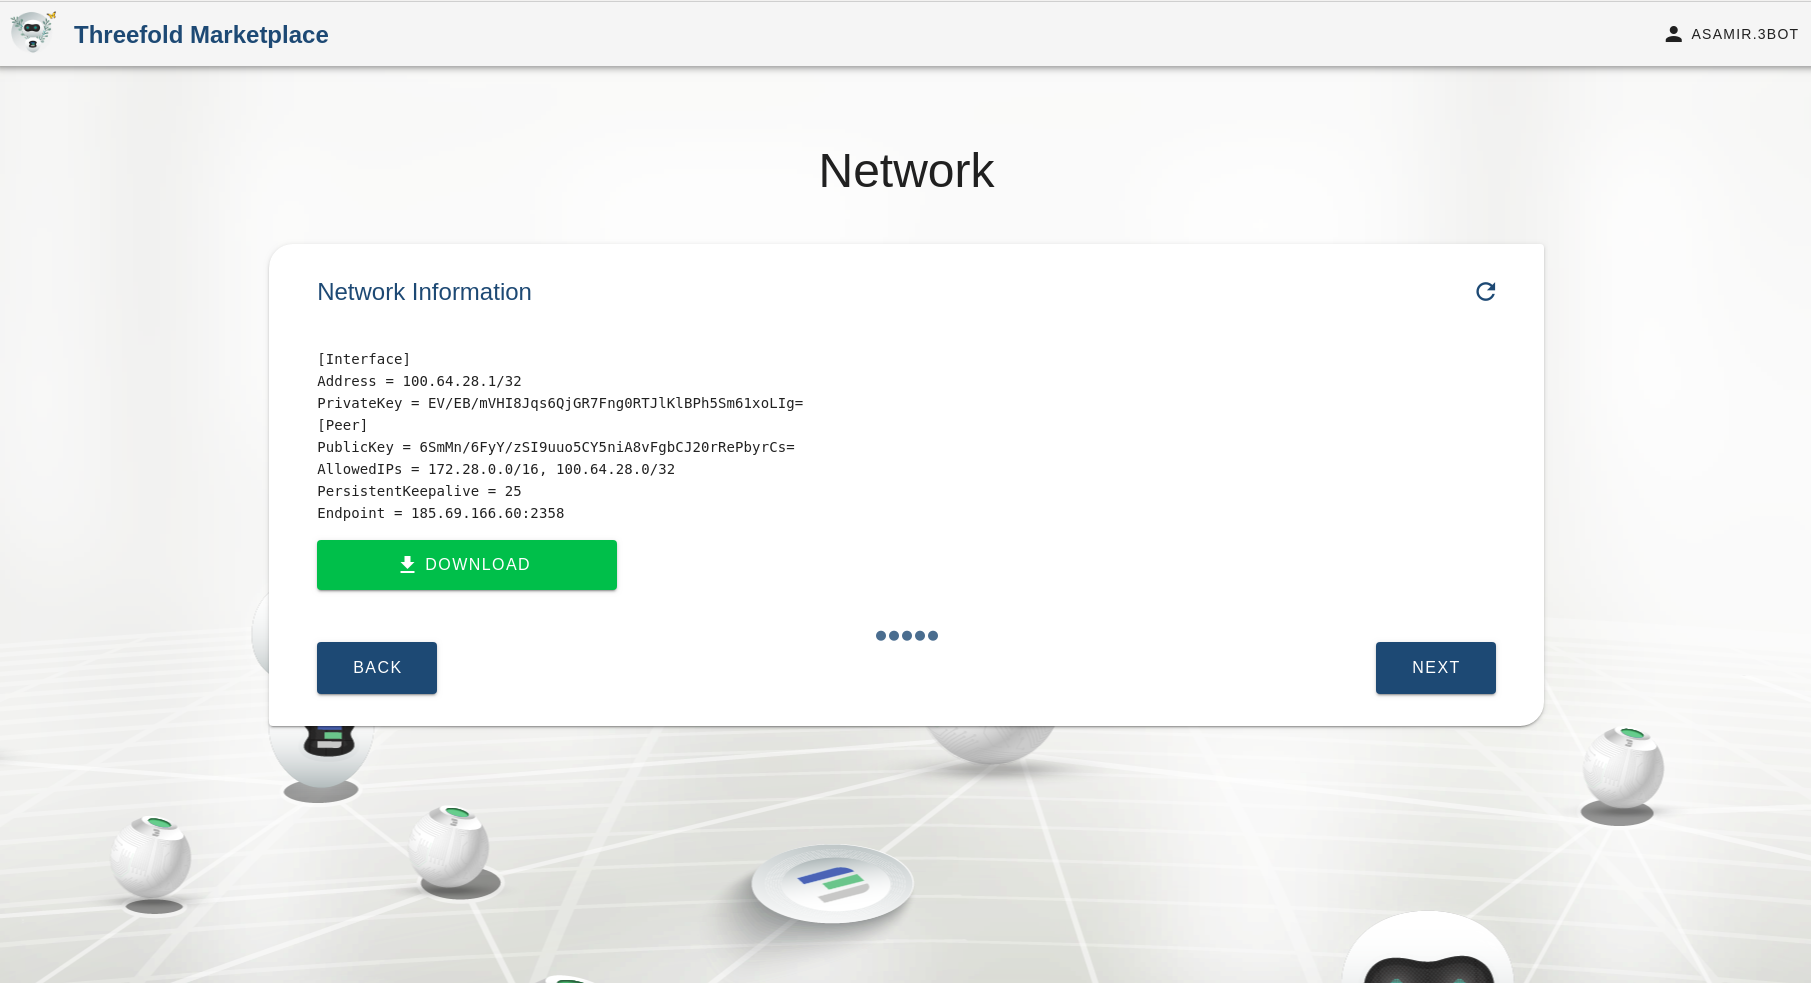 Threefold Marketplace
ASAMIR.3BOT
Network
Network Information
[Interface]
Address = 100.64.28.1/32
PrivateKey = EV/EB/mVHI8Jqs6QjGR7Fng0RTJlKlBPh5Sm61xoLIg=
[Peer]
PublicKey = 6SmMn/6FyY/zSI9uuo5CY5niA8vFgbCJ20rRePbyrCs=
AllowedIPs = 172.28.0.0/16, 100.64.28.0/32
PersistentKeepalive = 25
Endpoint = 185.69.166.60:2358
DOWNLOAD
BACK
NEXT